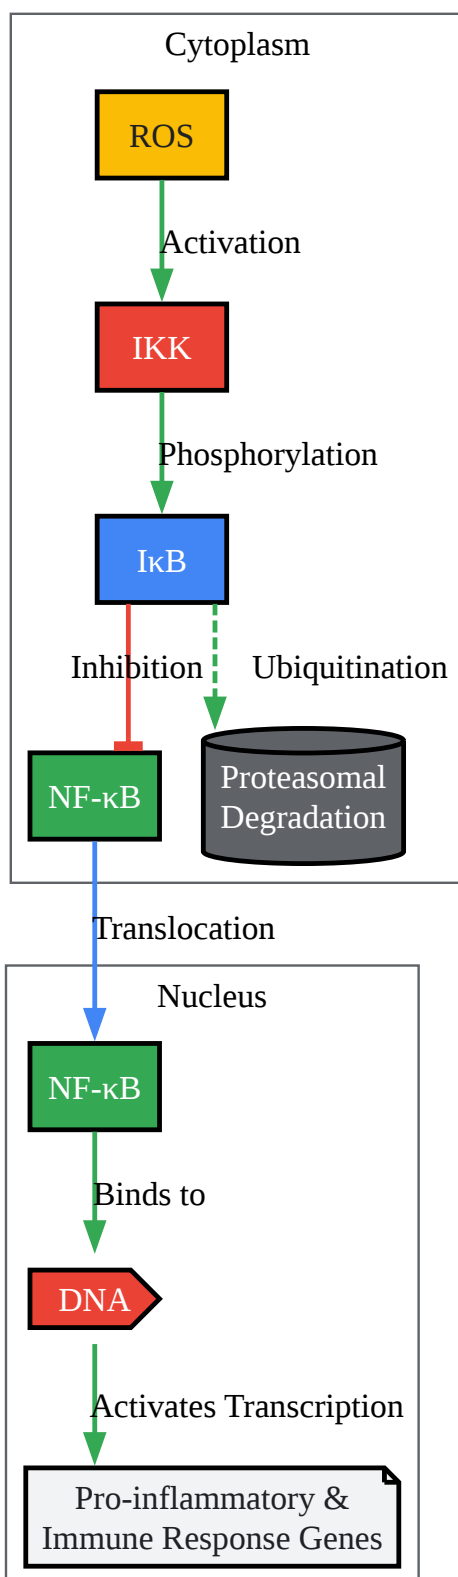 Cytoplasm
ROS
Activation
IKK
Phosphorylation
IκB
Inhibition
Ubiquitination
NF-κB
Proteasomal
Degradation
Translocation
Nucleus
NF-κB
Binds to
DNA
Activates Transcription
Pro-inflammatory &
Immune Response Genes